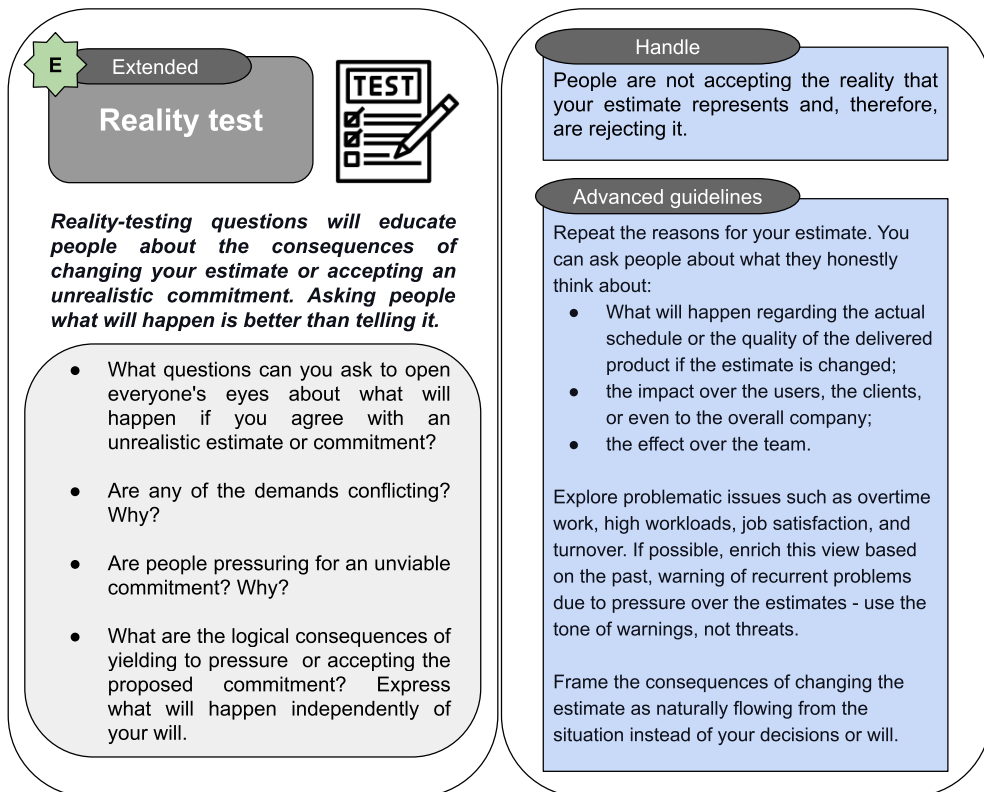 E
Extended
Reality test
TEST
Reality-testing questions will educate
people about the consequences of
changing your estimate or accepting an
unrealistic commitment. Asking people
what will happen is better than telling it.
● What questions can you ask to open
everyone's eyes about what will
happen if you agree with an
unrealistic estimate or commitment?
● Are any of the demands conflicting?
Why?
● Are people pressuring for an unviable
commitment? Why?
● What are the logical consequences of
yielding to pressure or accepting the
proposed commitment? Express
what will happen independently of
your will.
Handle
People are not accepting the reality that
your estimate represents and, therefore,
are rejecting it.
Advanced guidelines
Repeat the reasons for your estimate. You
can ask people about what they honestly
think about:
● What will happen regarding the actual
schedule or the quality of the delivered
product if the estimate is changed;
● the impact over the users, the clients,
or even to the overall company;
● the effect over the team.
Explore problematic issues such as overtime
work, high workloads, job satisfaction, and
turnover. If possible, enrich this view based
on the past, warning of recurrent problems
due to pressure over the estimates - use the
tone of warnings, not threats.
Frame the consequences of changing the
estimate as naturally flowing from the
situation instead of your decisions or will.